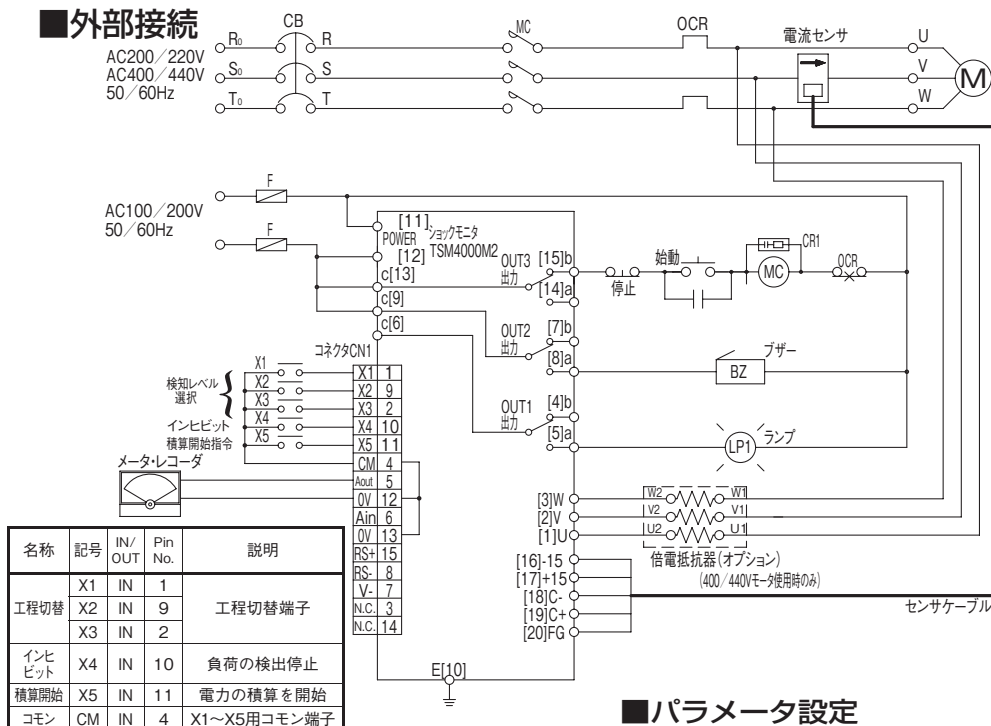 ■外部接続
AC200/220V
AC400/440V
50/60Hz
R₀ CB R MC OCR 電流センサ U
S₀ S V M
T₀ T W
AC100/200V
50/60Hz
F
F
[11]
POWER
[12]
ショックモニタ
TSM4000M2
c[13]
c[9]
c[6]
OUT3
出力
[15]b
[14]a
停止
始動
MC
CR1
OCR
OUT2
出力
[7]b
[8]a
ブザー
BZ
OUT1
出力
[4]b
[5]a
LP1
ランプ
コネクタCN1
検知レベル
選択
インヒビット
積算開始指令
X1
X2
X3
X4
X5
X1 1
X2 9
X3 2
X4 10
X5 11
CM 4
Aout 5
0V 12
Ain 6
0V 13
RS+ 15
RS- 8
V- 7
N.C. 3
N.C. 14
メータ・レコーダ
[3]W W2 W1
[2]V V2 V1
[1]U U2 U1
倍電抵抗器(オプション)
(400/440Vモータ使用時のみ)
[16]-15
[17]+15
[18]C-
[19]C+
[20]FG
センサケーブル
E[10]
名称 記号 IN/OUT Pin No. 説明
工程切替 X1 IN 1 工程切替端子
X2 IN 9
X3 IN 2
インヒビット X4 IN 10 負荷の検出停止
積算開始 X5 IN 11 電力の積算を開始
コモン CM IN 4 X1~X5用コモン端子
■パラメータ設定